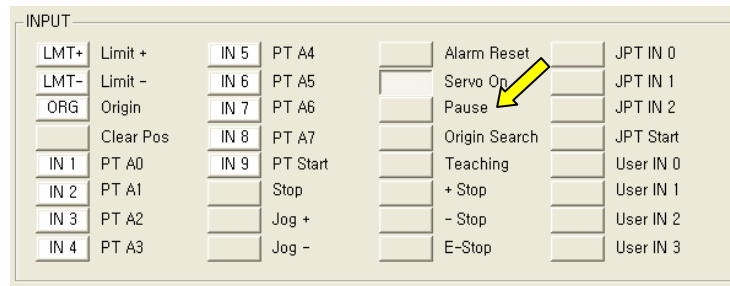 INPUT
LMT+ Limit + IN 5 PT A4 Alarm Reset JPT IN 0
LMT- Limit - IN 6 PT A5 Servo On JPT IN 1
ORG Origin IN 7 PT A6 Pause JPT IN 2
Clear Pos IN 8 PT A7 Origin Search JPT Start
IN 1 PT A0 IN 9 PT Start Teaching User IN 0
IN 2 PT A1 Stop + Stop User IN 1
IN 3 PT A2 Jog + - Stop User IN 2
IN 4 PT A3 Jog - E-Stop User IN 3